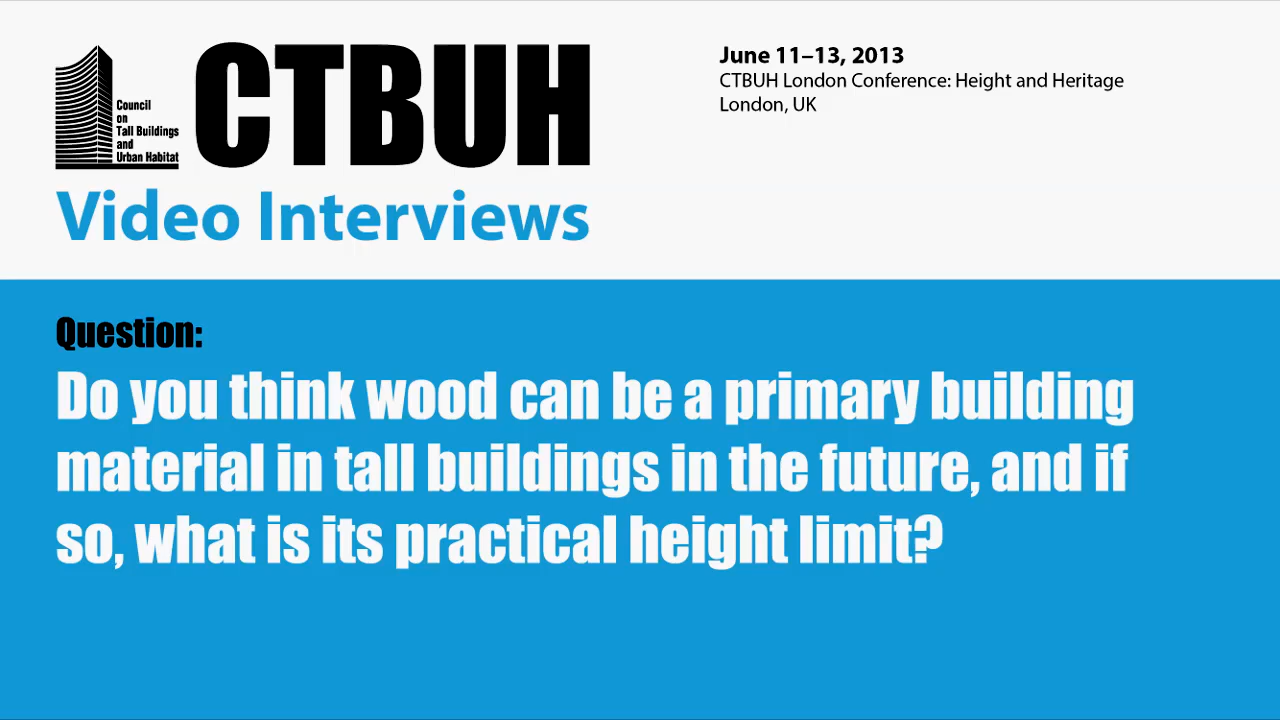 Council
on
Tall Buildings
and
Urban Habitat
CTBUH
Video Interviews
June 11–13, 2013
CTBUH London Conference: Height and Heritage
London, UK
Question:
Do you think wood can be a primary building
material in tall buildings in the future, and if
so, what is its practical height limit?